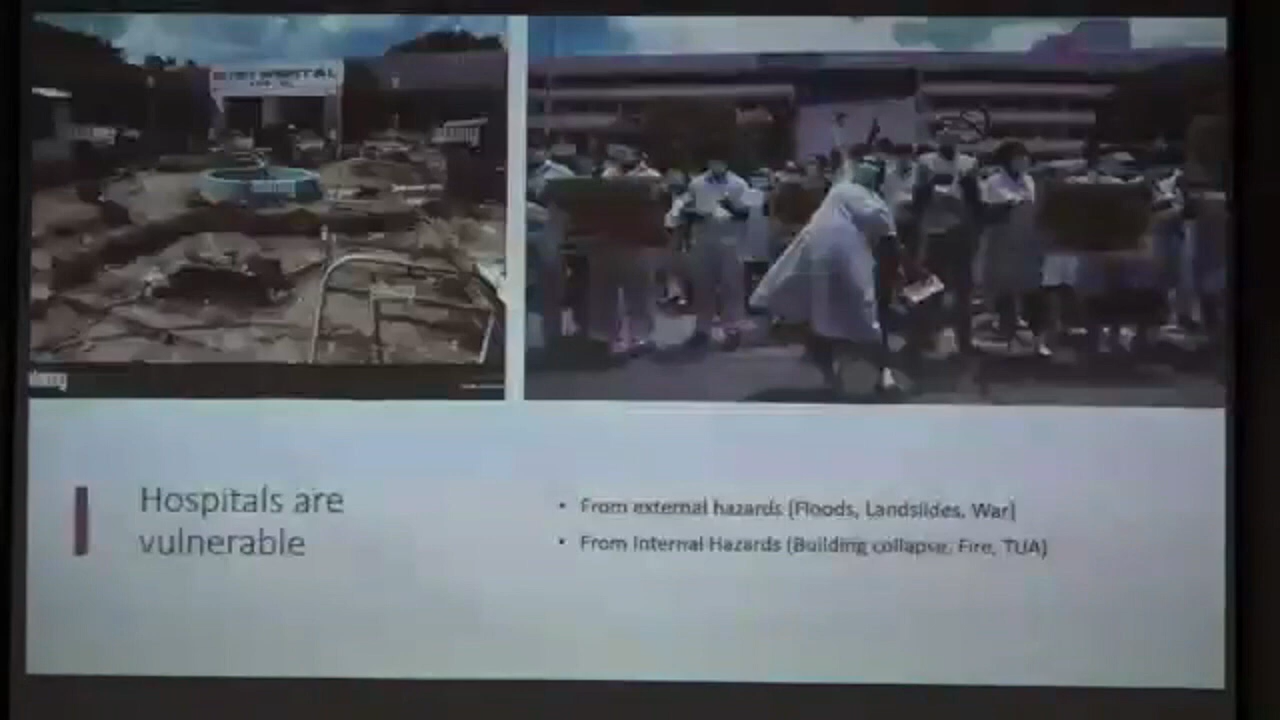 Hospitals are
vulnerable
• From external hazards (Floods, Landslides, War)
• From Internal Hazards (Building collapse, Fire, TUA)